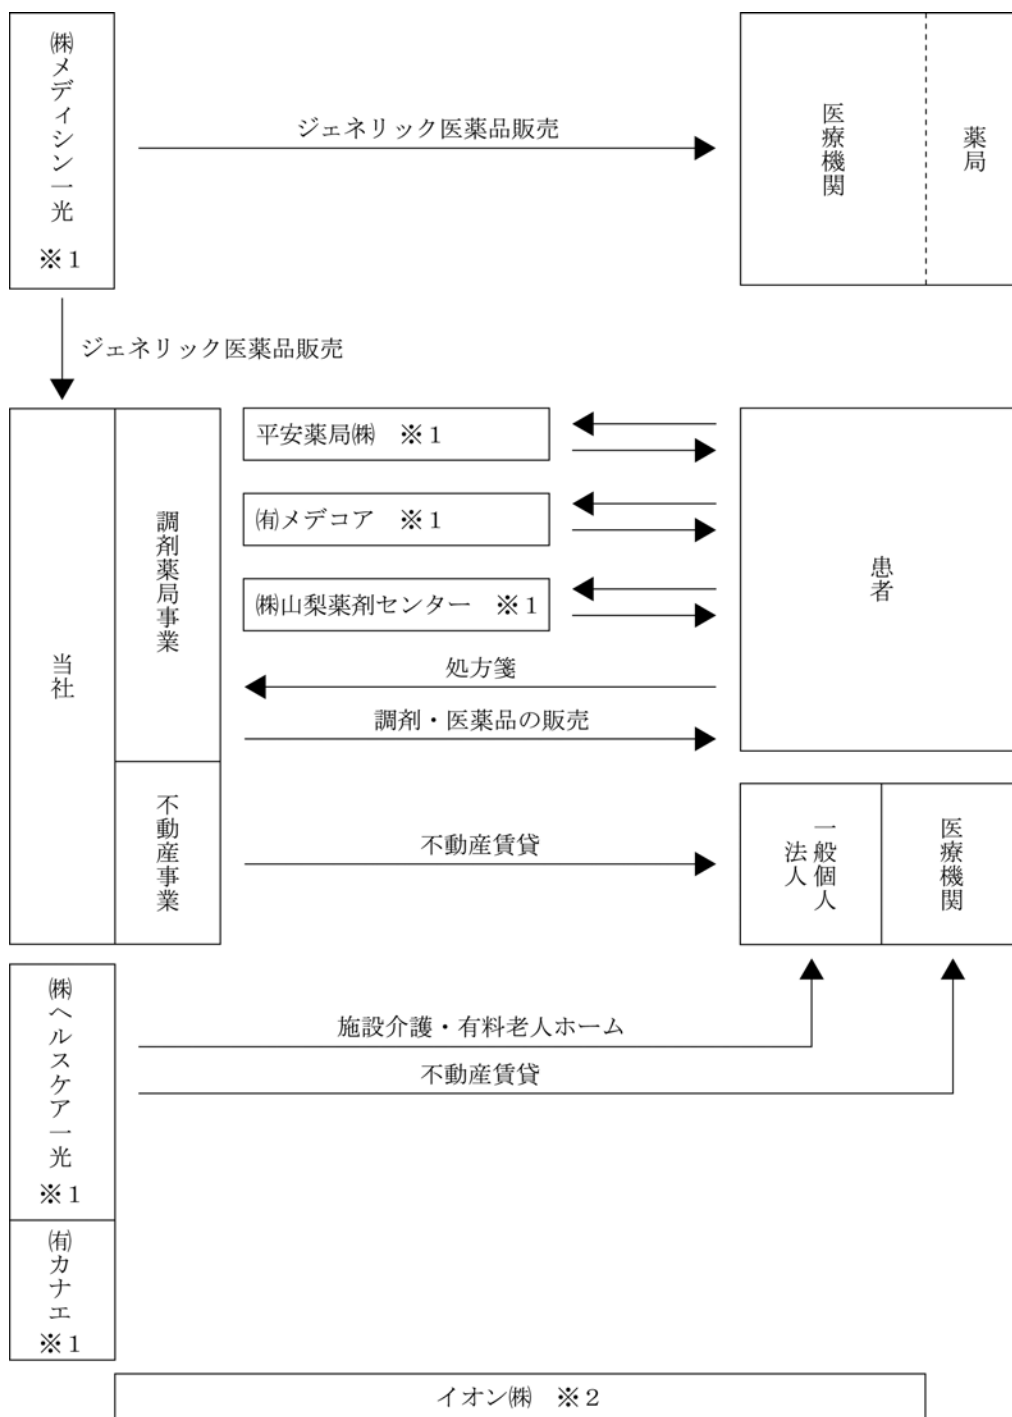 ㈱メディシン一光
※1
ジェネリック医薬品販売
医療機関
薬局
ジェネリック医薬品販売
当社
調剤薬局事業
平安薬局㈱　※1
㈲メデコア　※1
㈱山梨薬剤センター　※1
処方箋
調剤・医薬品の販売
患者
不動産事業
不動産賃貸
一般個人
法人
医療機関
㈱ヘルスケア一光
※1
施設介護・有料老人ホーム
不動産賃貸
㈲カナエ
※1
イオン㈱　※2